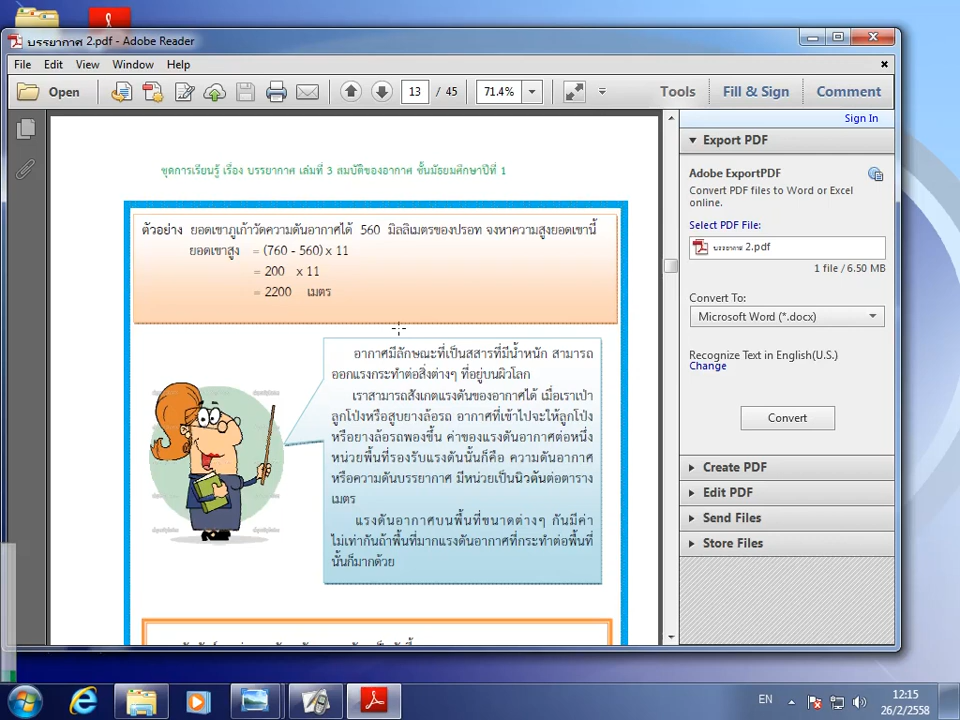 บรรยากาศ 2.pdf - Adobe Reader
File Edit View Window Help
Open 13 / 45 71.4% Tools Fill & Sign Comment
Sign In
ชุดการเรียนรู้ เรื่อง บรรยากาศ เล่มที่ 3 สมบัติของอากาศ ชั้นมัธยมศึกษาปีที่ 1
ตัวอย่าง ยอดเขาภูเก้าวัดความดันอากาศได้ 560 มิลลิเมตรของปรอท จงหาความสูงยอดเขานี้
ยอดเขาสูง = (760 - 560) x 11
= 200 x 11
= 2200 เมตร
อากาศมีลักษณะที่เป็นสสารที่มีน้ำหนัก สามารถ
ออกแรงกระทำต่อสิ่งต่างๆ ที่อยู่บนผิวโลก
เราสามารถสังเกตแรงดันของอากาศได้ เมื่อเราเป่า
ลูกโป่งหรือสูบยางล้อรถ อากาศที่เข้าไปจะให้ลูกโป่ง
หรือยางล้อรถพองขึ้น ค่าของแรงดันอากาศต่อหนึ่ง
หน่วยพื้นที่รองรับแรงดันนั้นก็คือ ความดันอากาศ
หรือความดันบรรยากาศ มีหน่วยเป็นนิวตันต่อตาราง
เมตร
แรงดันอากาศบนพื้นที่ขนาดต่างๆ กันมีค่า
ไม่เท่ากันถ้าพื้นที่มากแรงดันอากาศที่กระทำต่อพื้นที่
นั้นก็มากด้วย
Export PDF
Adobe ExportPDF
Convert PDF files to Word or Excel
online.
Select PDF File:
บรรยากาศ 2.pdf
1 file / 6.50 MB
Convert To:
Microsoft Word (*.docx)
Recognize Text in English(U.S.)
Change
Convert
Create PDF
Edit PDF
Send Files
Store Files
EN
12:15
26/2/2558